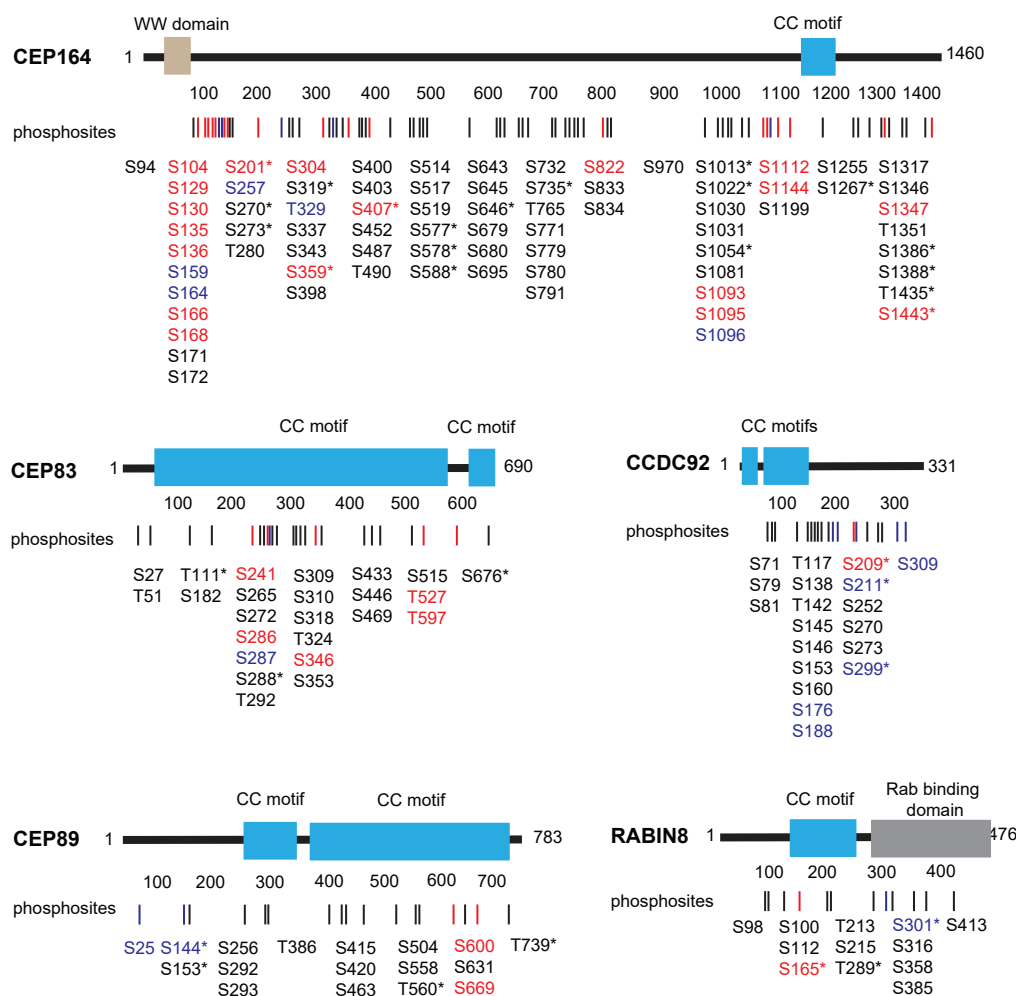 WW domain
CC motif
CEP164
1
1460
100 200 300 400 500 600 700 800 900 1000 1100 1200 1300 1400
phosphosites
S94 S104 S201* S304 S400 S514 S643 S732 S822 S970 S1013* S1112 S1255 S1317
S129 S257 S319* S403 S517 S645 S735* S833 S1022* S1144 S1267* S1346
S130 S270* T329 S407* S519 S646* T765 S834 S1030 S1199 S1347
S135 S273* S337 S452 S577* S679 S771 S1031 T1351
S136 T280 S343 S487 S578* S680 S779 S1054* S1386*
S159 S359* T490 S588* S695 S780 S1081 S1388*
S164 S398 S791 S1093 T1435*
S166 S1095 S1443*
S168 S1096
S171
S172
CC motif
CC motif
CEP83
1
690
100 200 300 400 500 600
phosphosites
S27 T111* S241 S309 S433 S515 S676*
T51 S182 S265 S310 S446 T527
S272 S318 S469 T597
S286 T324
S287 S346
S288* S353
T292
CC motifs
CCDC92
1
331
100 200 300
phosphosites
S71 T117 S209* S309
S79 S138 S211*
S81 T142 S252
S145 S270
S146 S273
S153 S299*
S160
S176
S188
CC motif
CC motif
CEP89
1
783
100 200 300 400 500 600 700
phosphosites
S25 S144* S256 T386 S415 S504 S600 T739*
S153* S292 S420 S558 S631
S293 S463 T560* S669
CC motif
Rab binding
domain
RABIN8
1
476
100 200 300 400
phosphosites
S98 S100 T213 S301* S413
S112 S215 S316
S165* T289* S358
S385